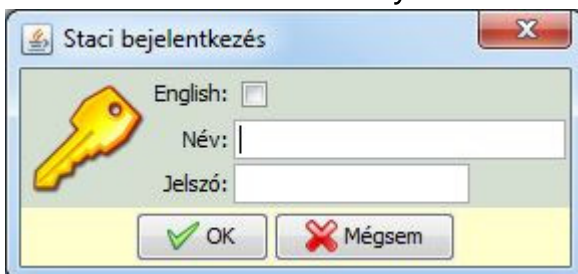 Staci bejelentkezés
English:
Név:
Jelszó:
OK Mégsem